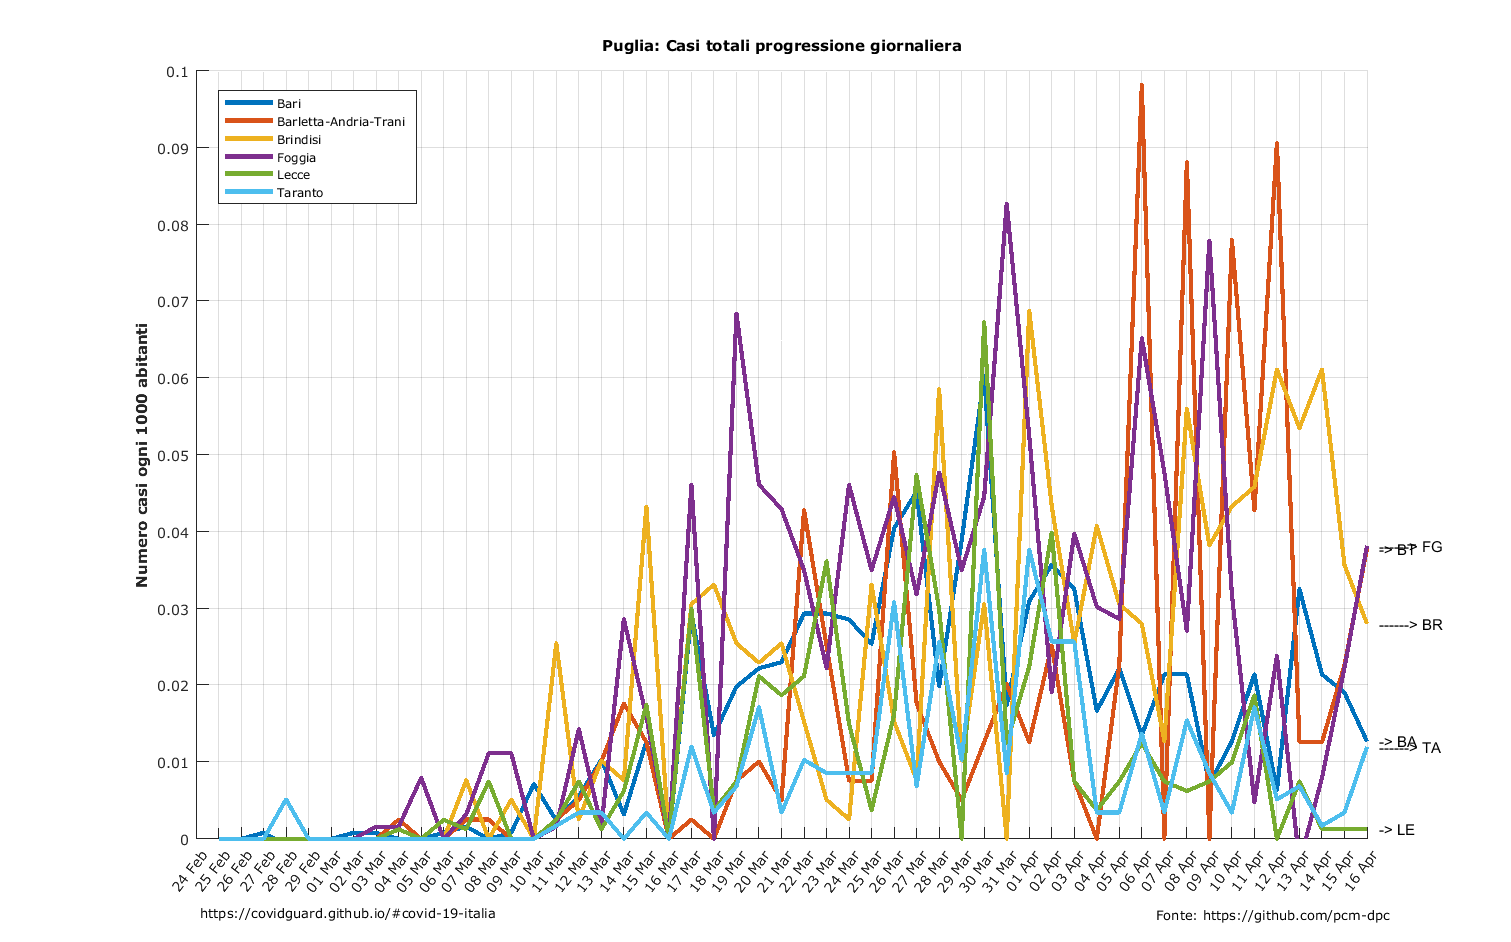 Puglia: Casi totali progressione giornaliera
Numero casi ogni 1000 abitanti
0.1
0.09
0.08
0.07
0.06
0.05
0.04
0.03
0.02
0.01
0
Bari
Barletta-Andria-Trani
Brindisi
Foggia
Lecce
Taranto
------> FG
-> BT
------> BR
-> BA
------> TA
-> LE
24 Feb
25 Feb
26 Feb
27 Feb
28 Feb
29 Feb
01 Mar
02 Mar
03 Mar
04 Mar
05 Mar
06 Mar
07 Mar
08 Mar
09 Mar
10 Mar
11 Mar
12 Mar
13 Mar
14 Mar
15 Mar
16 Mar
17 Mar
18 Mar
19 Mar
20 Mar
21 Mar
22 Mar
23 Mar
24 Mar
25 Mar
26 Mar
27 Mar
28 Mar
29 Mar
30 Mar
31 Mar
01 Apr
02 Apr
03 Apr
04 Apr
05 Apr
06 Apr
07 Apr
08 Apr
09 Apr
10 Apr
11 Apr
12 Apr
13 Apr
14 Apr
15 Apr
16 Apr
https://covidguard.github.io/#covid-19-italia
Fonte: https://github.com/pcm-dpc